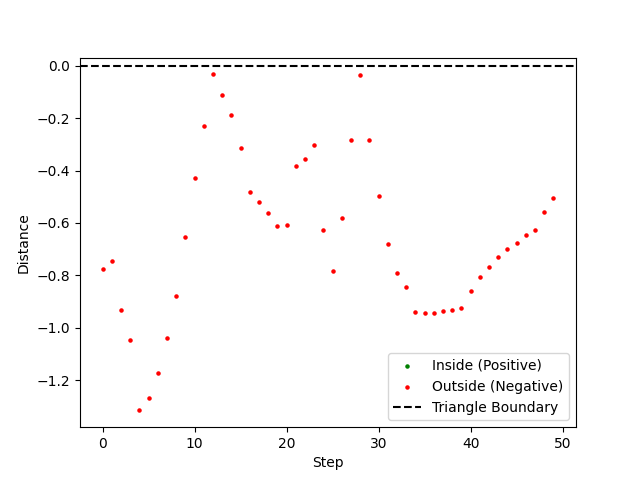 0.0
−0.2
−0.4
−0.6
−0.8
−1.0
−1.2
Distance
Inside (Positive)
Outside (Negative)
Triangle Boundary
0 10 20 30 40 50
Step